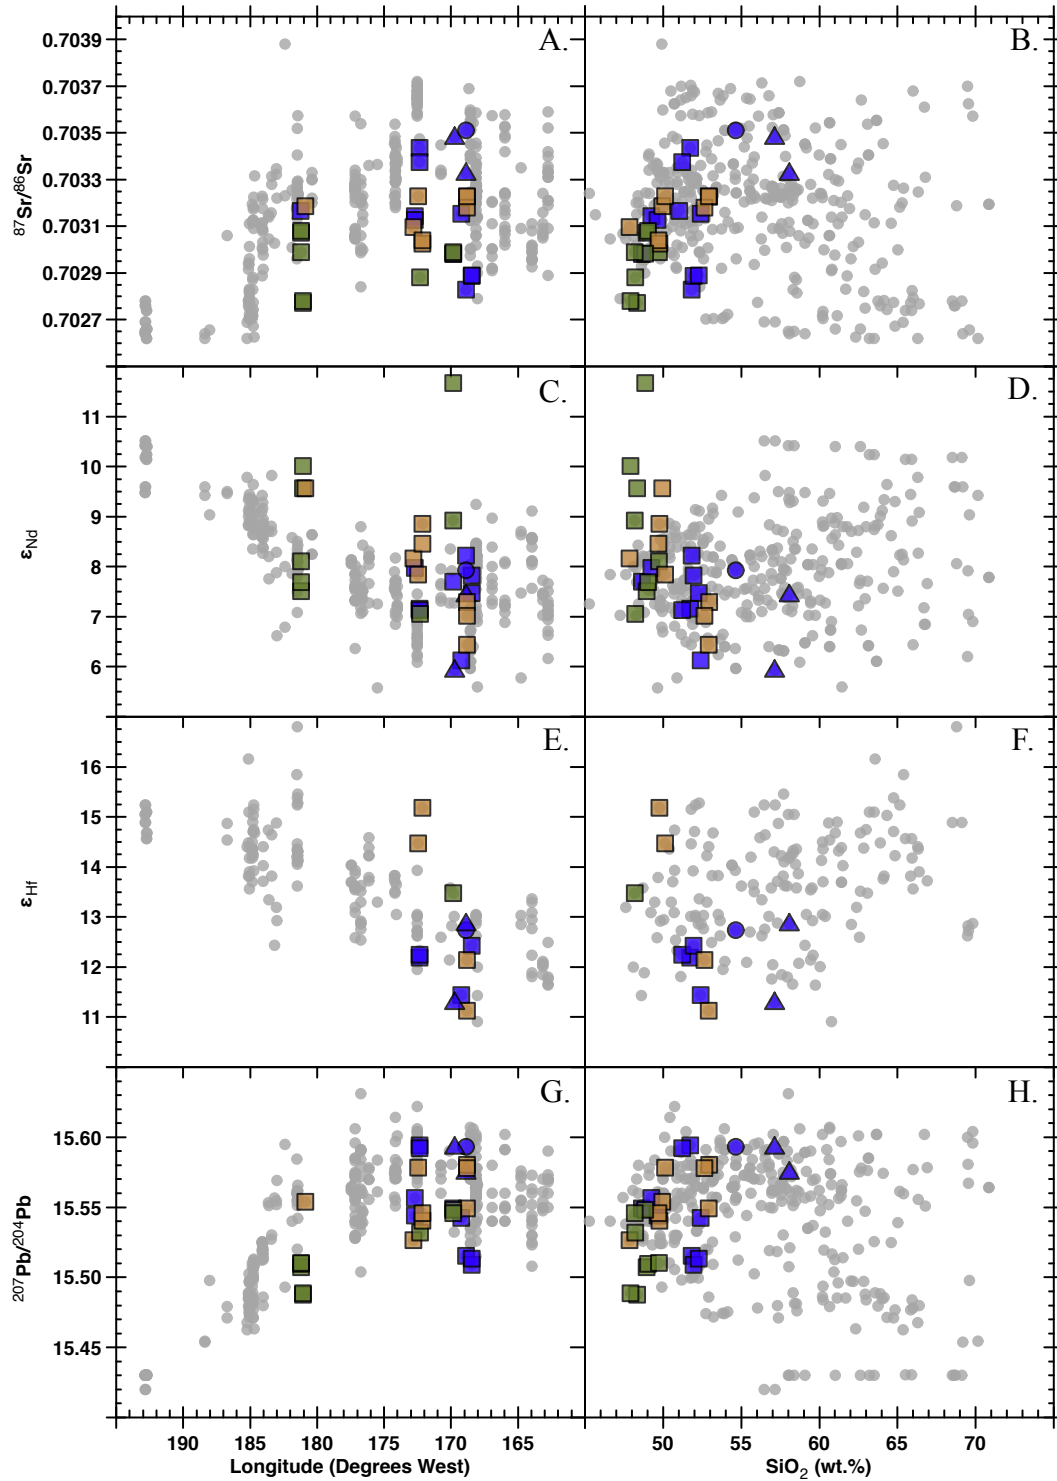 A.
B.
0.7039
0.7037
0.7035
0.7033
0.7031
0.7029
0.7027
87Sr/86Sr
C.
D.
11
10
9
8
7
6
εNd
E.
F.
16
15
14
13
12
11
εHf
G.
H.
15.60
15.55
15.50
15.45
207Pb/204Pb
190 185 180 175 170 165
50 55 60 65 70
Longitude (Degrees West)
SiO2 (wt.%)